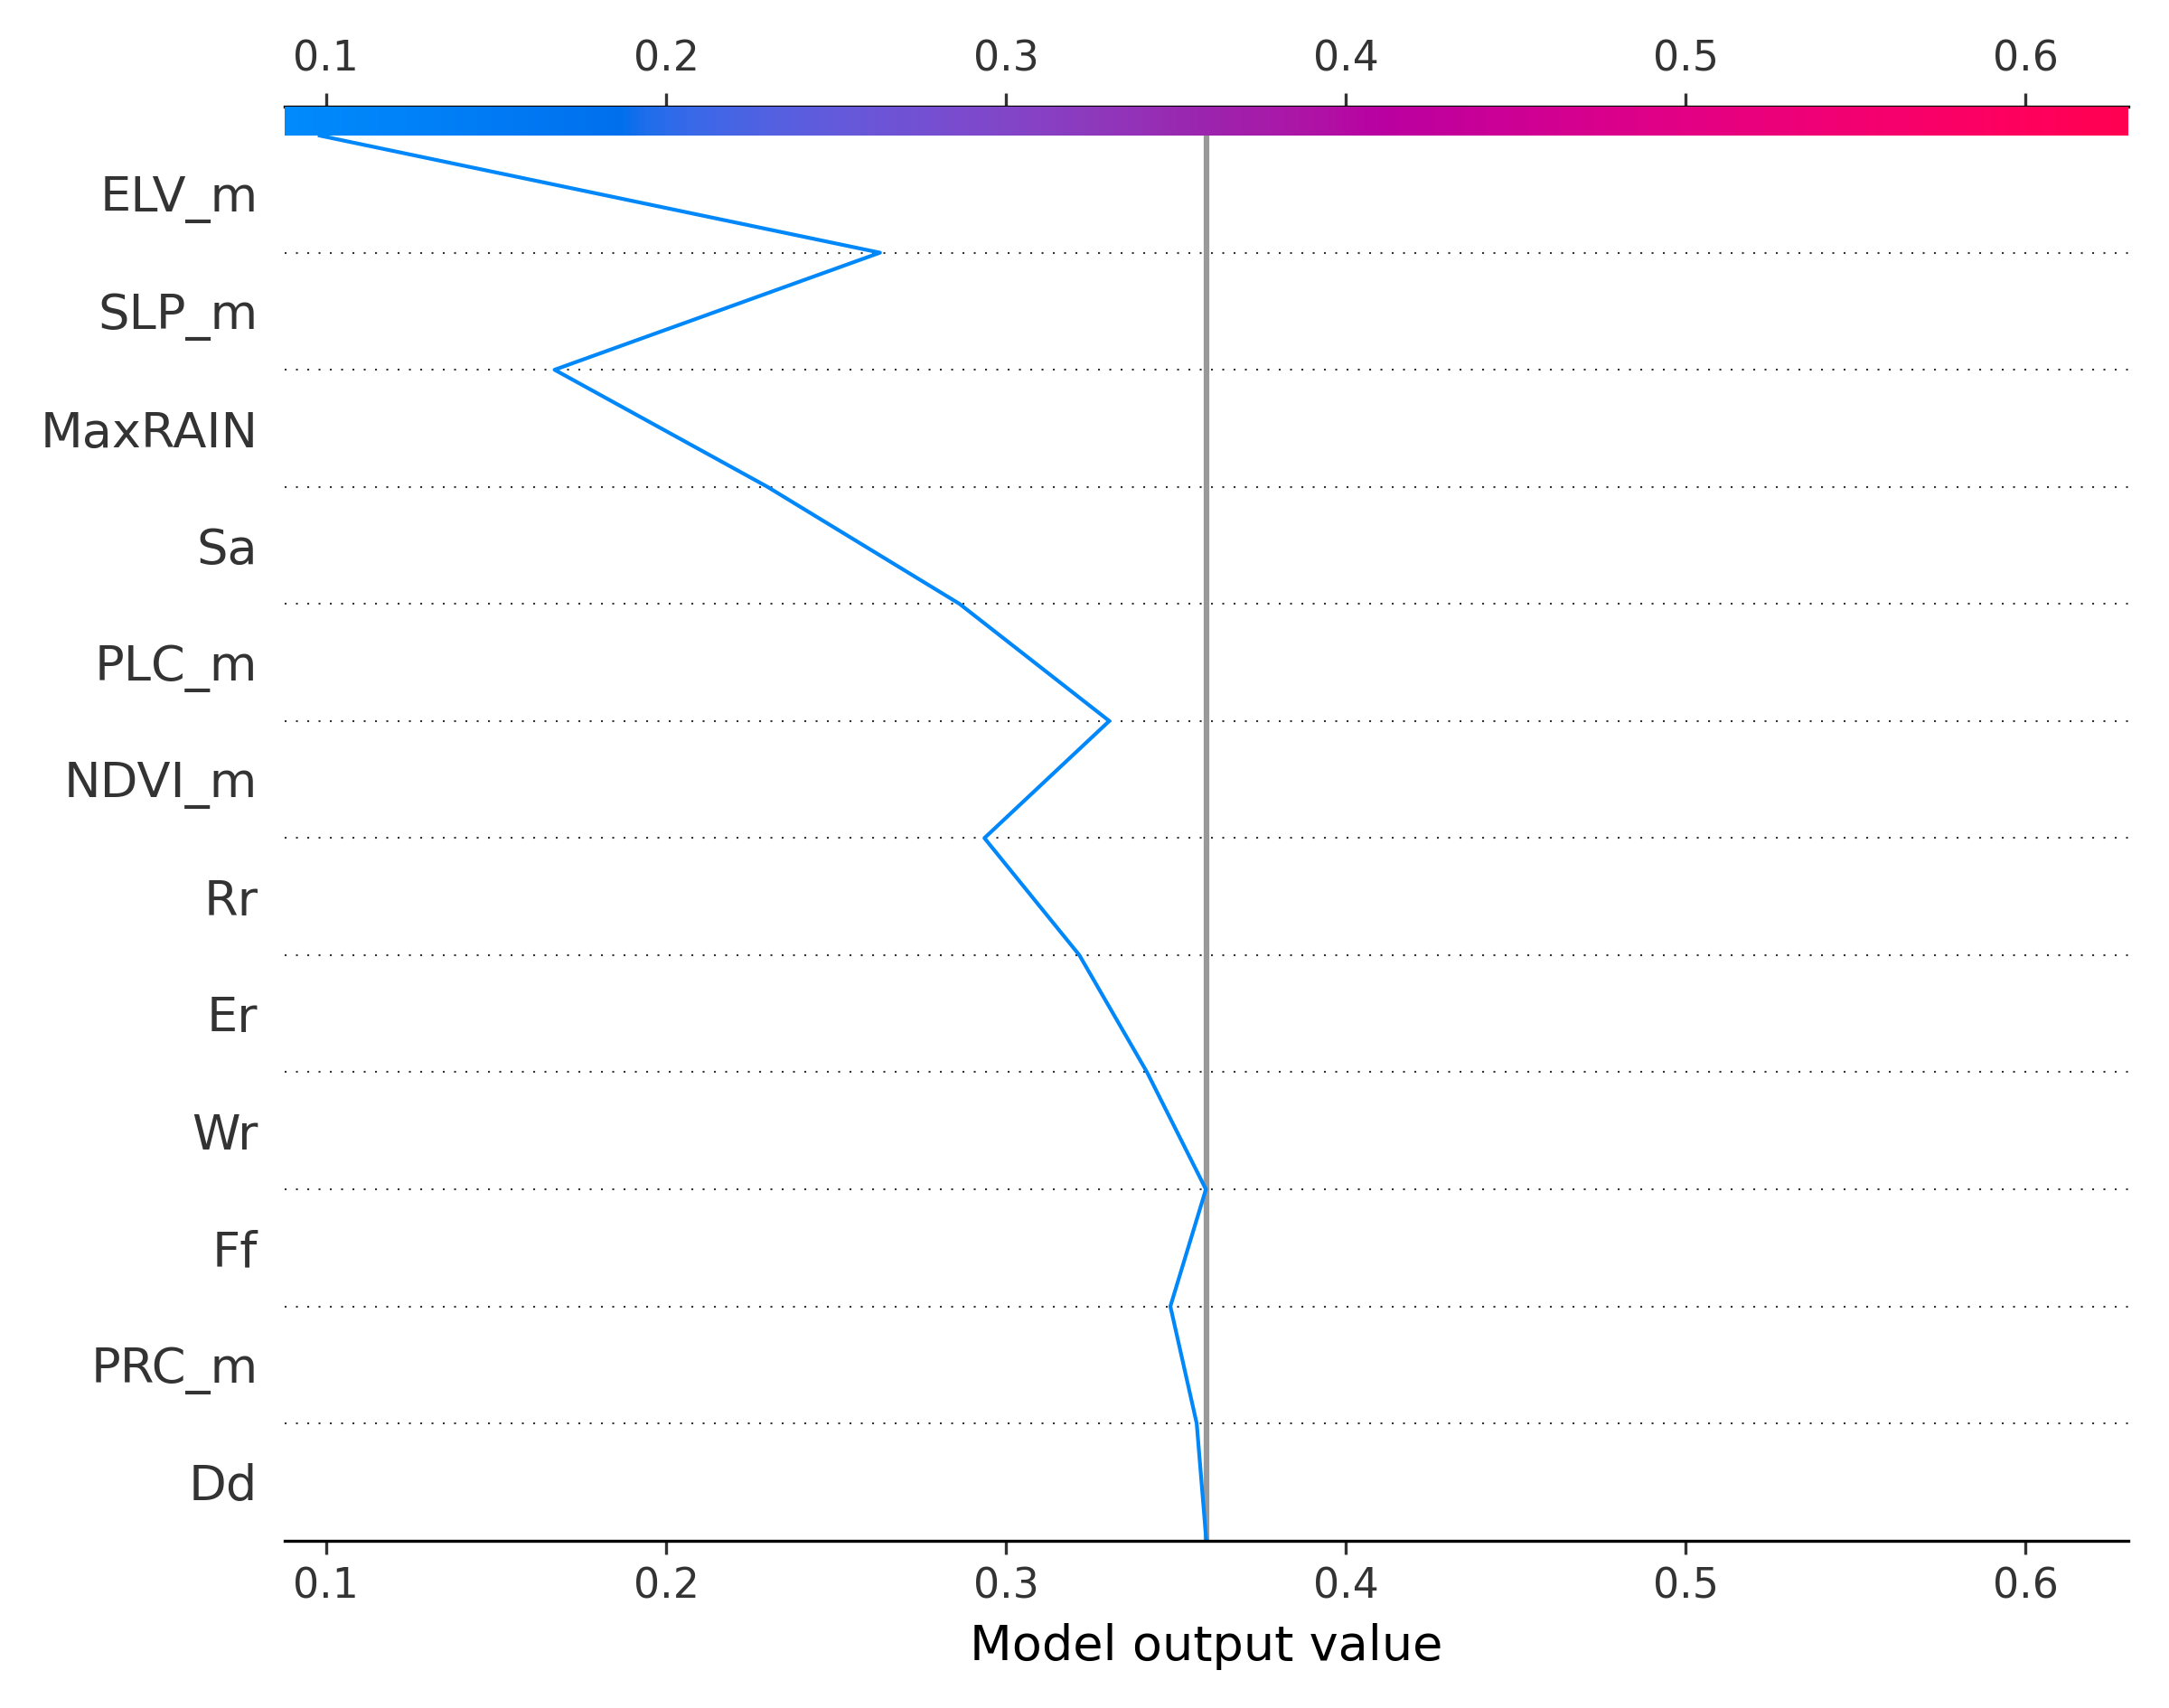 0.1 0.2 0.3 0.4 0.5 0.6
ELV_m
SLP_m
MaxRAIN
Sa
PLC_m
NDVI_m
Rr
Er
Wr
Ff
PRC_m
Dd
0.1 0.2 0.3 0.4 0.5 0.6
Model output value